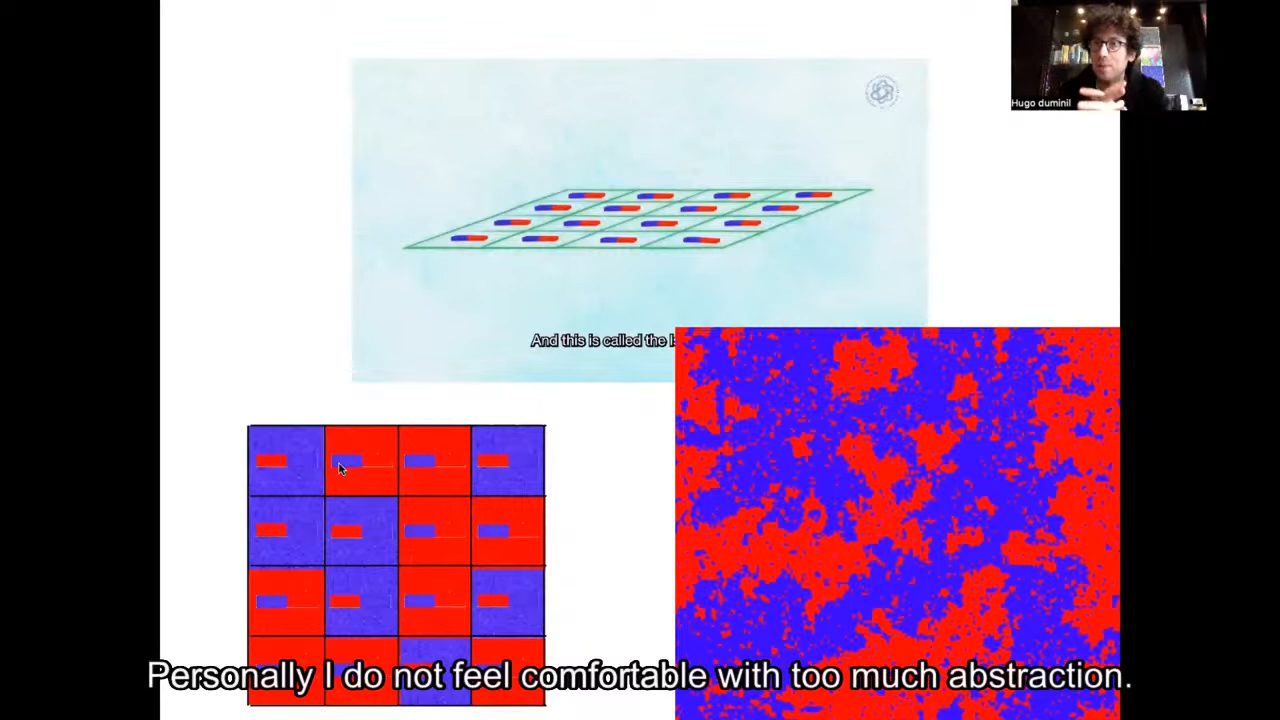 Hugo duminil
And this is called the
Personally I do not feel comfortable with too much abstraction.